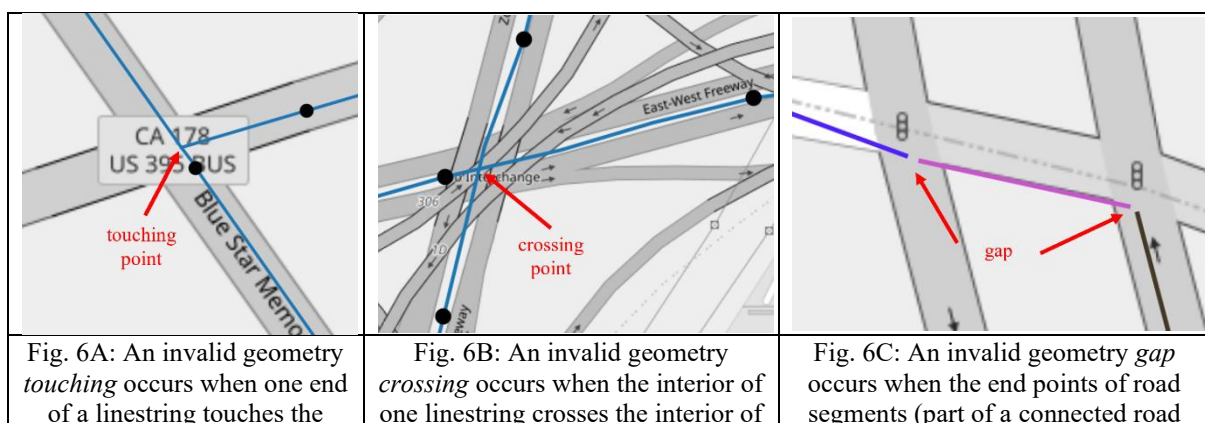 CA 178
US 395 BUS
touching
point
Blue Star Memo
East-West Freeway
Interchange
306
1D
crossing
point
eway
gap
Fig. 6A: An invalid geometry
touching occurs when one end
of a linestring touches the
Fig. 6B: An invalid geometry
crossing occurs when the interior of
one linestring crosses the interior of
Fig. 6C: An invalid geometry gap
occurs when the end points of road
segments (part of a connected road